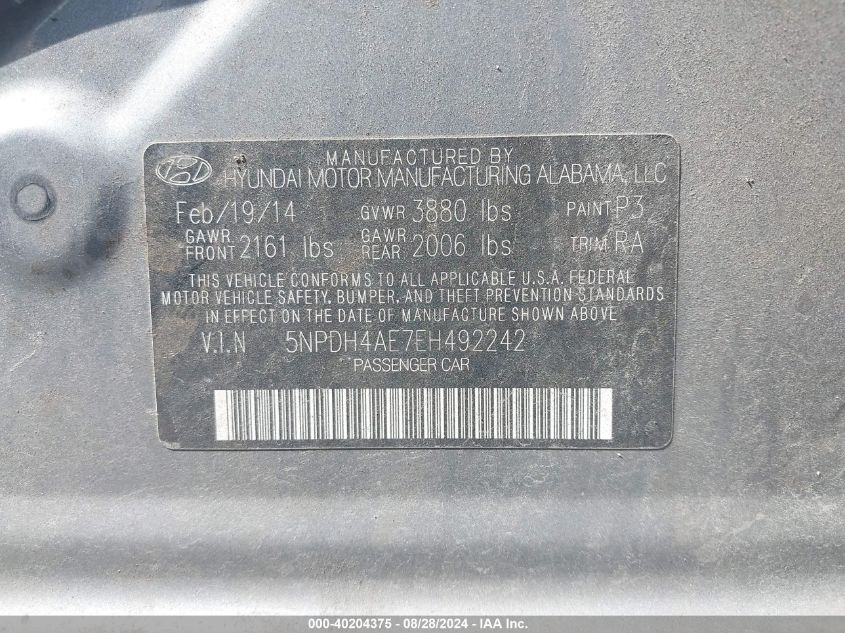 MANUFACTURED BY
HYUNDAI MOTOR MANUFACTURING ALABAMA, LLC
Feb/19/14 GVWR 3880 lbs PAINT P3
GAWR FRONT 2161 lbs GAWR REAR 2006 lbs TRIM RA
THIS VEHICLE CONFORMS TO ALL APPLICABLE U.S.A. FEDERAL
MOTOR VEHICLE SAFETY, BUMPER, AND THEFT PREVENTION STANDARDS
IN EFFECT ON THE DATE OF MANUFACTURE SHOWN ABOVE
V.I.N 5NPDH4AE7EH492242
PASSENGER CAR
000-40204375 - 08/28/2024 - IAA Inc.